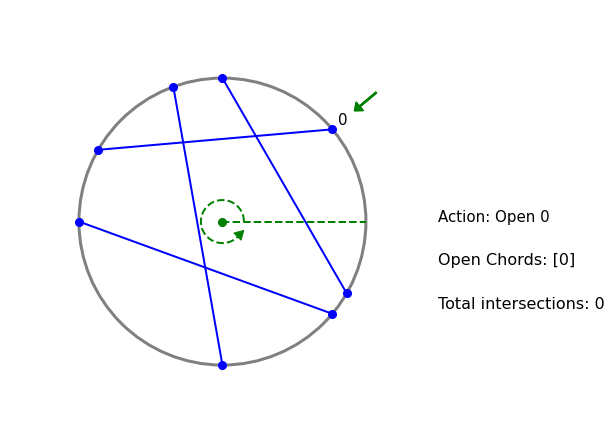 0
Action: Open 0
Open Chords: [0]
Total intersections: 0